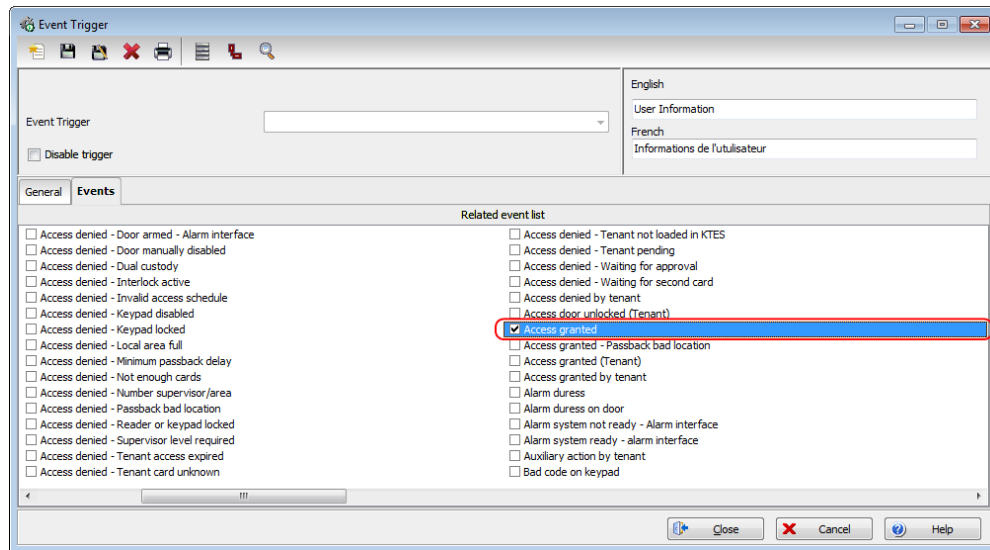 Event Trigger
English
User Information
Event Trigger
French
Informations de l'utulisateur
Disable trigger
General
Events
Related event list
Access denied - Door armed - Alarm interface
Access denied - Door manually disabled
Access denied - Dual custody
Access denied - Interlock active
Access denied - Invalid access schedule
Access denied - Keypad disabled
Access denied - Keypad locked
Access denied - Local area full
Access denied - Minimum passback delay
Access denied - Not enough cards
Access denied - Number supervisor/area
Access denied - Passback bad location
Access denied - Reader or keypad locked
Access denied - Supervisor level required
Access denied - Tenant access expired
Access denied - Tenant card unknown
Access denied - Tenant not loaded in KTES
Access denied - Tenant pending
Access denied - Waiting for approval
Access denied - Waiting for second card
Access denied by tenant
Access door unlocked (Tenant)
Access granted
Access granted - Passback bad location
Access granted (Tenant)
Access granted by tenant
Alarm duress
Alarm duress on door
Alarm system not ready - Alarm interface
Alarm system ready - alarm interface
Auxiliary action by tenant
Bad code on keypad
Close
Cancel
Help